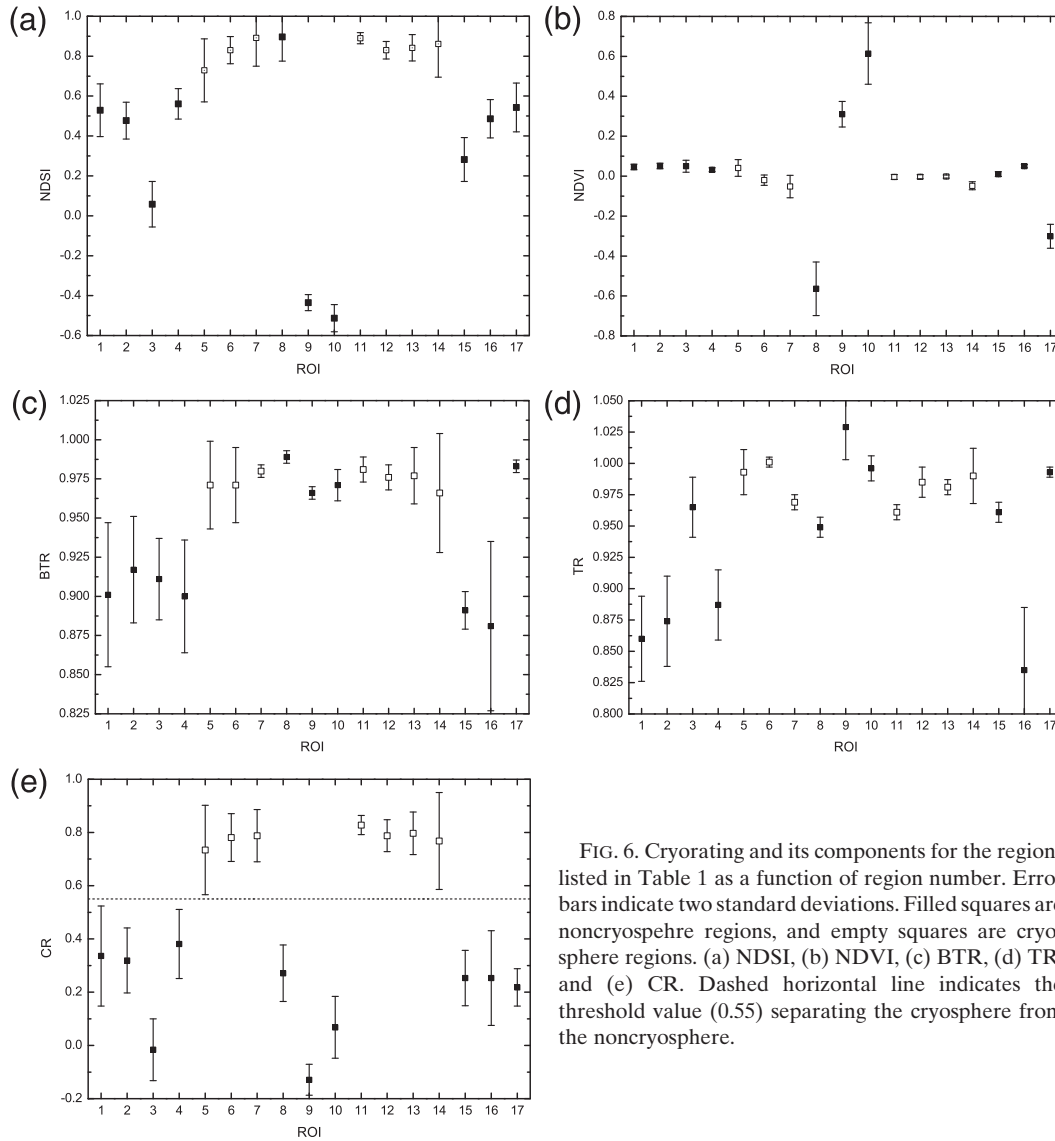 (a)
1.0
0.8
0.6
0.4
0.2
0.0
-0.2
-0.4
-0.6
NDSI
1 2 3 4 5 6 7 8 9 10 11 12 13 14 15 16 17
ROI
(b)
0.8
0.6
0.4
0.2
0.0
-0.2
-0.4
-0.6
-0.8
NDVI
1 2 3 4 5 6 7 8 9 10 11 12 13 14 15 16 17
ROI
(c)
1.025
1.000
0.975
0.950
0.925
0.900
0.875
0.850
0.825
BTR
1 2 3 4 5 6 7 8 9 10 11 12 13 14 15 16 17
ROI
(d)
1.050
1.025
1.000
0.975
0.950
0.925
0.900
0.875
0.850
0.825
0.800
TR
1 2 3 4 5 6 7 8 9 10 11 12 13 14 15 16 17
ROI
(e)
1.0
0.8
0.6
0.4
0.2
0.0
-0.2
CR
1 2 3 4 5 6 7 8 9 10 11 12 13 14 15 16 17
ROI
FIG. 6. Cryorating and its components for the region
listed in Table 1 as a function of region number. Erro
bars indicate two standard deviations. Filled squares ar
noncryospehre regions, and empty squares are cryo
sphere regions. (a) NDSI, (b) NDVI, (c) BTR, (d) TR
and (e) CR. Dashed horizontal line indicates the
threshold value (0.55) separating the cryosphere from
the noncryosphere.